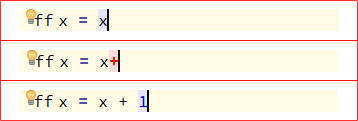 ff x = x
ff x = x+
ff x = x + 1